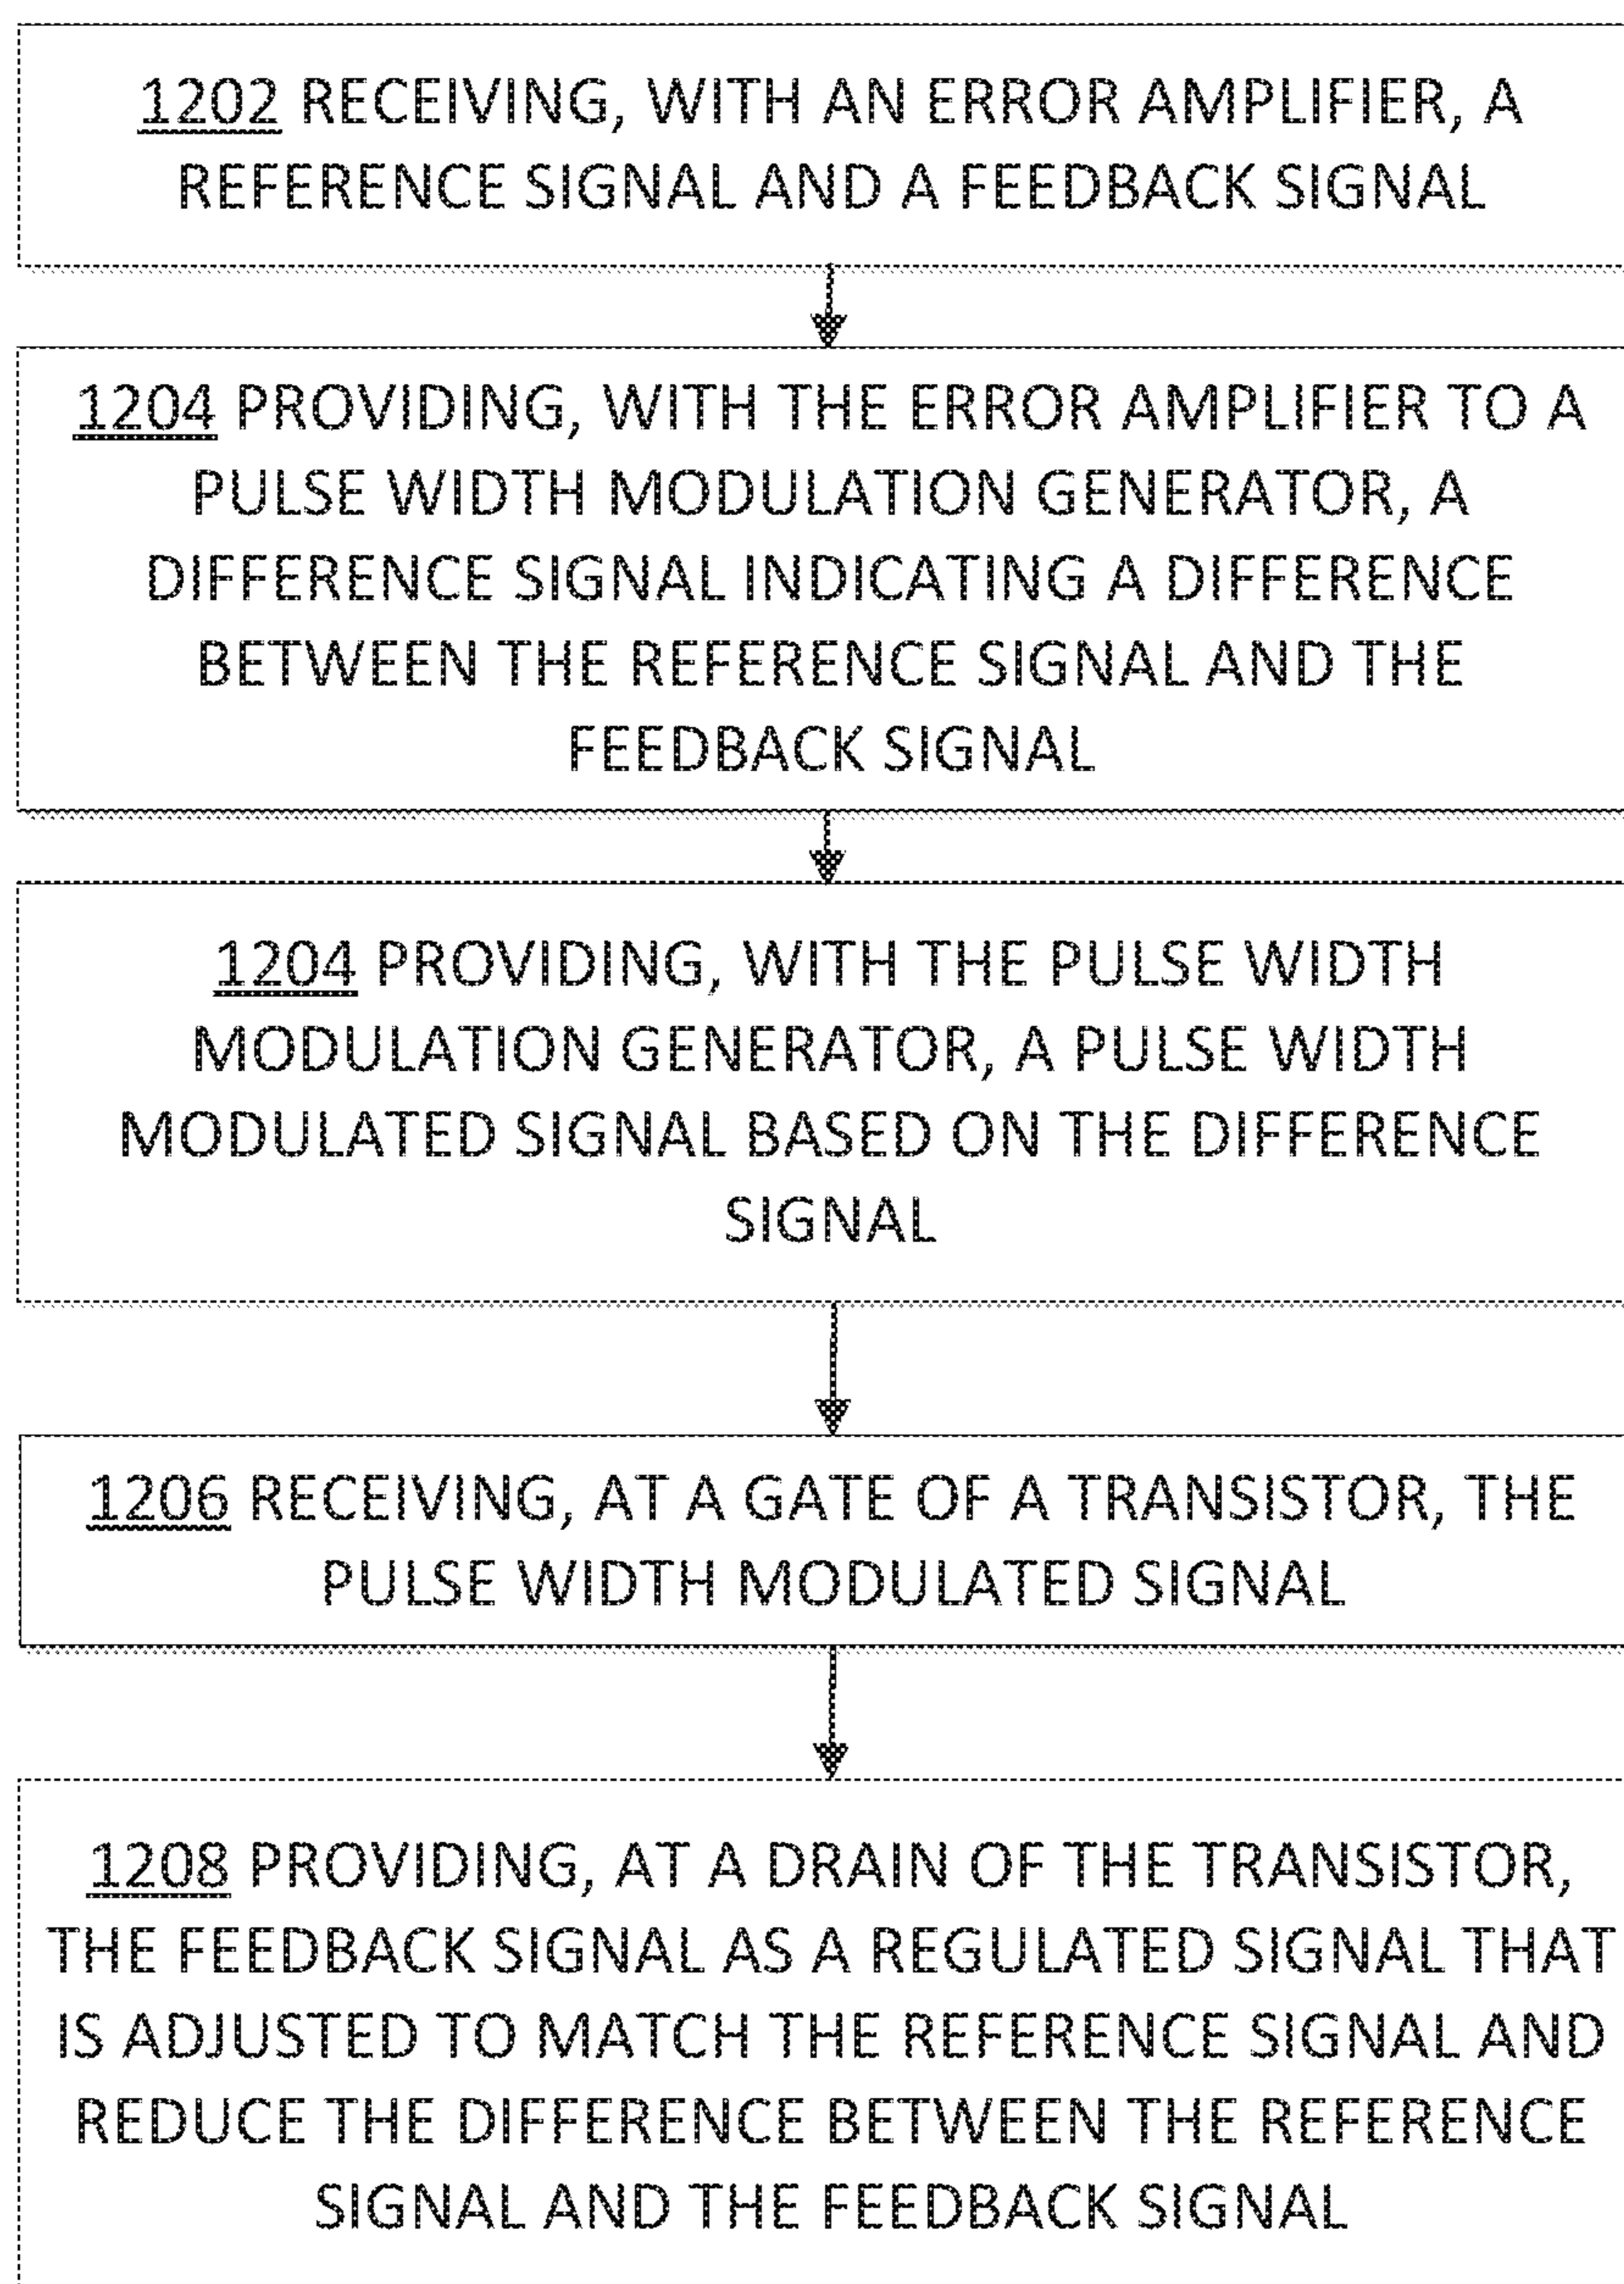 1202 RECEIVING, WITH AN ERROR AMPLIFIER, A
REFERENCE SIGNAL AND A FEEDBACK SIGNAL
1204 PROVIDING, WITH THE ERROR AMPLIFIER TO A
PULSE WIDTH MODULATION GENERATOR, A
DIFFERENCE SIGNAL INDICATING A DIFFERENCE
BETWEEN THE REFERENCE SIGNAL AND THE
FEEDBACK SIGNAL
1204 PROVIDING, WITH THE PULSE WIDTH
MODULATION GENERATOR, A PULSE WIDTH
MODULATED SIGNAL BASED ON THE DIFFERENCE
SIGNAL
1206 RECEIVING, AT A GATE OF A TRANSISTOR, THE
PULSE WIDTH MODULATED SIGNAL
1208 PROVIDING, AT A DRAIN OF THE TRANSISTOR,
THE FEEDBACK SIGNAL AS A REGULATED SIGNAL THAT
IS ADJUSTED TO MATCH THE REFERENCE SIGNAL AND
REDUCE THE DIFFERENCE BETWEEN THE REFERENCE
SIGNAL AND THE FEEDBACK SIGNAL